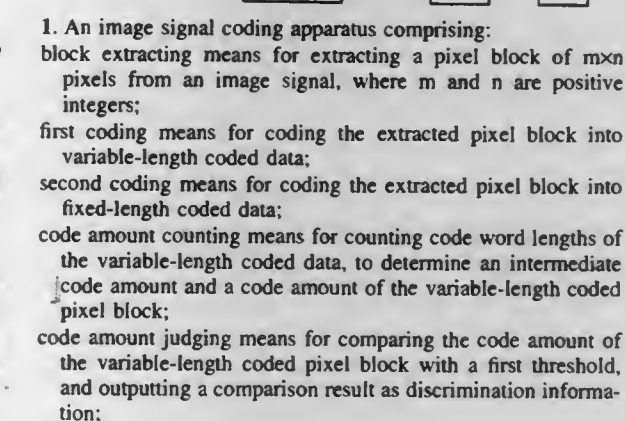 1. An image signal coding apparatus comprising:
block extracting means for extracting a pixel block of m×n
pixels from an image signal, where m and n are positive
integers;
first coding means for coding the extracted pixel block into
variable-length coded data;
second coding means for coding the extracted pixel block into
fixed-length coded data;
code amount counting means for counting code word lengths of
the variable-length coded data, to determine an intermediate
code amount and a code amount of the variable-length coded
pixel block;
code amount judging means for comparing the code amount of
the variable-length coded pixel block with a first threshold,
and outputting a comparison result as discrimination informa-
tion;